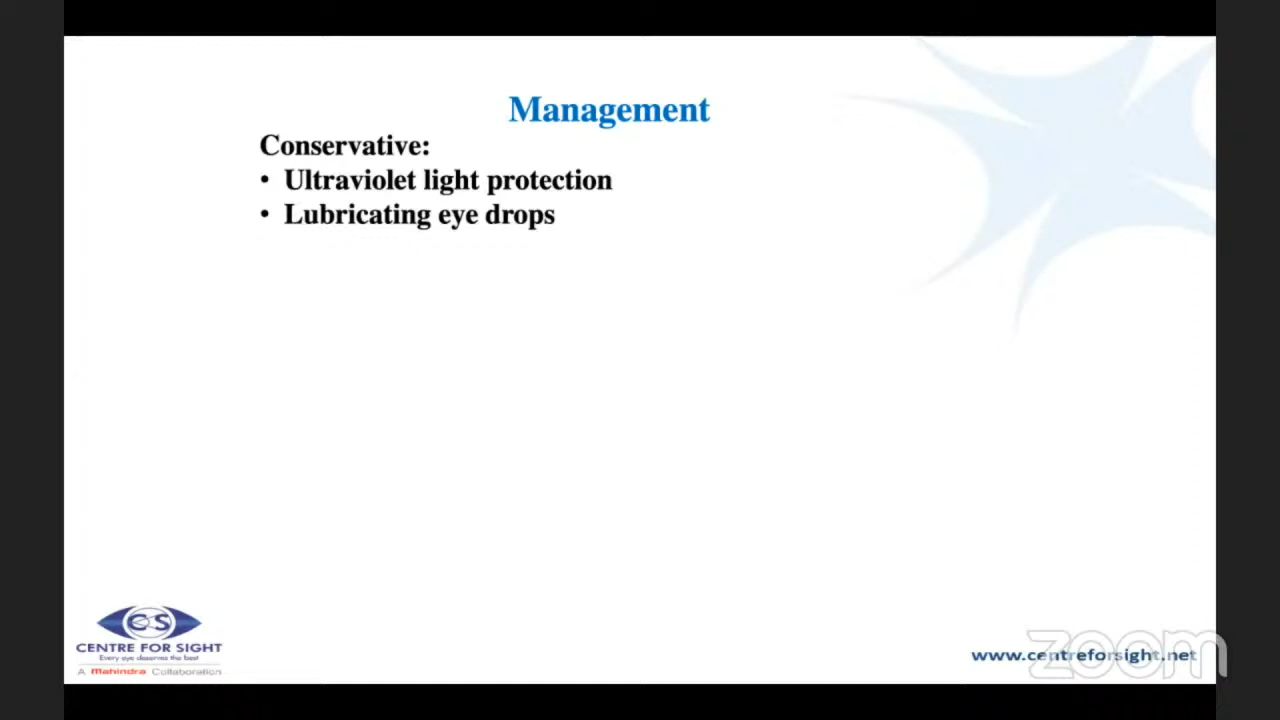 Management
Conservative:
• Ultraviolet light protection
• Lubricating eye drops
CS
CENTRE FOR SIGHT
Every eye deserves the best
A Mahindra Collaboration
www.centreforsight.net
zoom